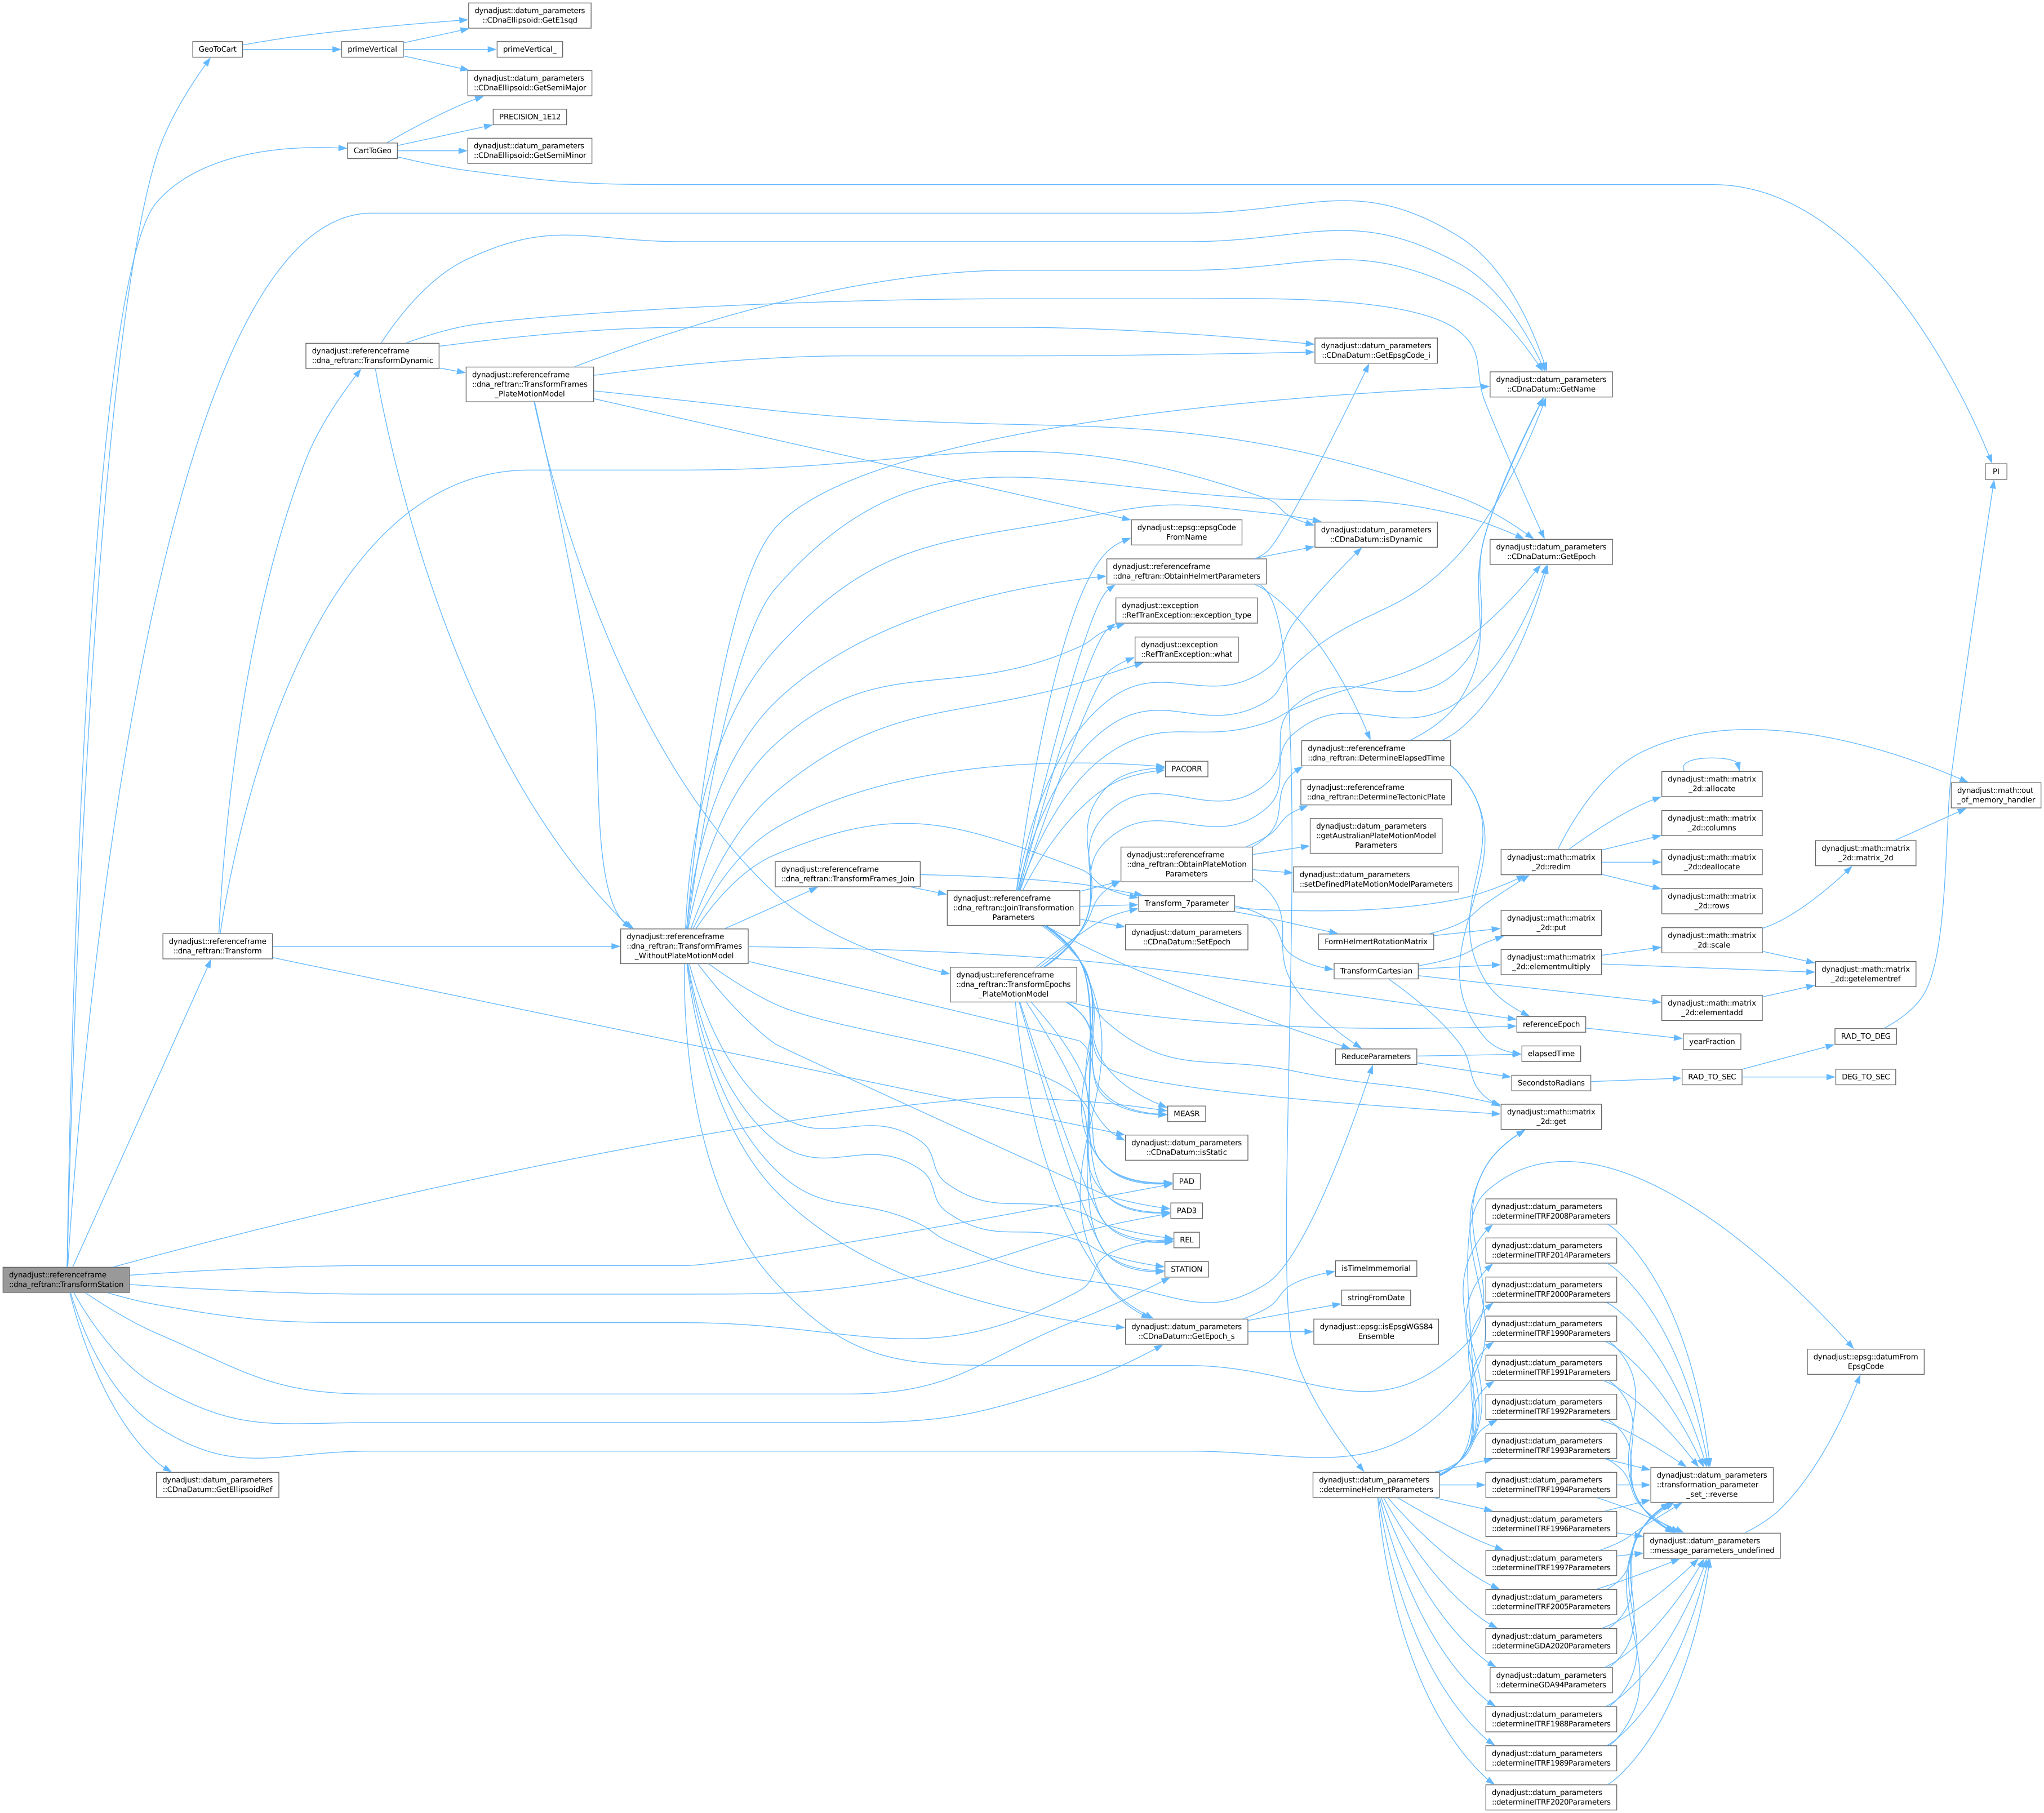 dynadjust::datum_parameters
::CDnaEllipsoid::GetE1sqd
GeoToCart
primeVertical
primeVertical_
dynadjust::datum_parameters
::CDnaEllipsoid::GetSemiMajor
PRECISION_1E12
CartToGeo
dynadjust::datum_parameters
::CDnaEllipsoid::GetSemiMinor
dynadjust::referenceframe
::dna_reftran::TransformDynamic
dynadjust::datum_parameters
::CDnaDatum::GetEpsgCode_i
dynadjust::referenceframe
::dna_reftran::TransformFrames
_PlateMotionModel
dynadjust::datum_parameters
::CDnaDatum::GetName
PI
dynadjust::epsg::epsgCode
FromName
dynadjust::datum_parameters
::CDnaDatum::isDynamic
dynadjust::datum_parameters
::CDnaDatum::GetEpoch
dynadjust::referenceframe
::dna_reftran::ObtainHelmertParameters
dynadjust::exception
::RefTranException::exception_type
dynadjust::exception
::RefTranException::what
dynadjust::referenceframe
::dna_reftran::DetermineElapsedTime
PACORR
dynadjust::math::matrix
_2d::allocate
dynadjust::math::out
_of_memory_handler
dynadjust::referenceframe
::dna_reftran::DetermineTectonicPlate
dynadjust::math::matrix
_2d::columns
dynadjust::datum_parameters
::getAustralianPlateMotionModel
Parameters
dynadjust::referenceframe
::dna_reftran::ObtainPlateMotion
Parameters
dynadjust::math::matrix
_2d::redim
dynadjust::math::matrix
_2d::deallocate
dynadjust::math::matrix
_2d::matrix_2d
dynadjust::referenceframe
::dna_reftran::TransformFrames_Join
dynadjust::datum_parameters
::setDefinedPlateMotionModelParameters
dynadjust::math::matrix
_2d::rows
dynadjust::referenceframe
::dna_reftran::JoinTransformation
Parameters
Transform_7parameter
dynadjust::math::matrix
_2d::put
dynadjust::datum_parameters
::CDnaDatum::SetEpoch
FormHelmertRotationMatrix
dynadjust::math::matrix
_2d::scale
dynadjust::referenceframe
::dna_reftran::Transform
dynadjust::referenceframe
::dna_reftran::TransformFrames
_WithoutPlateMotionModel
dynadjust::math::matrix
_2d::elementmultiply
TransformCartesian
dynadjust::math::matrix
_2d::getelementref
dynadjust::referenceframe
::dna_reftran::TransformEpochs
_PlateMotionModel
dynadjust::math::matrix
_2d::elementadd
referenceEpoch
yearFraction
RAD_TO_DEG
ReduceParameters
elapsedTime
SecondstoRadians
RAD_TO_SEC
DEG_TO_SEC
MEASR
dynadjust::math::matrix
_2d::get
dynadjust::datum_parameters
::CDnaDatum::isStatic
PAD
PAD3
dynadjust::datum_parameters
::determineITRF2008Parameters
REL
dynadjust::datum_parameters
::determineITRF2014Parameters
STATION
isTimeImmemorial
dynadjust::referenceframe
::dna_reftran::TransformStation
dynadjust::datum_parameters
::determineITRF2000Parameters
stringFromDate
dynadjust::datum_parameters
::CDnaDatum::GetEpoch_s
dynadjust::epsg::isEpsgWGS84
Ensemble
dynadjust::datum_parameters
::determineITRF1990Parameters
dynadjust::epsg::datumFrom
EpsgCode
dynadjust::datum_parameters
::determineITRF1991Parameters
dynadjust::datum_parameters
::determineITRF1992Parameters
dynadjust::datum_parameters
::determineITRF1993Parameters
dynadjust::datum_parameters
::CDnaDatum::GetEllipsoidRef
dynadjust::datum_parameters
::determineHelmertParameters
dynadjust::datum_parameters
::determineITRF1994Parameters
dynadjust::datum_parameters
::transformation_parameter
_set_::reverse
dynadjust::datum_parameters
::determineITRF1996Parameters
dynadjust::datum_parameters
::message_parameters_undefined
dynadjust::datum_parameters
::determineITRF1997Parameters
dynadjust::datum_parameters
::determineITRF2005Parameters
dynadjust::datum_parameters
::determineGDA2020Parameters
dynadjust::datum_parameters
::determineGDA94Parameters
dynadjust::datum_parameters
::determineITRF1988Parameters
dynadjust::datum_parameters
::determineITRF1989Parameters
dynadjust::datum_parameters
::determineITRF2020Parameters